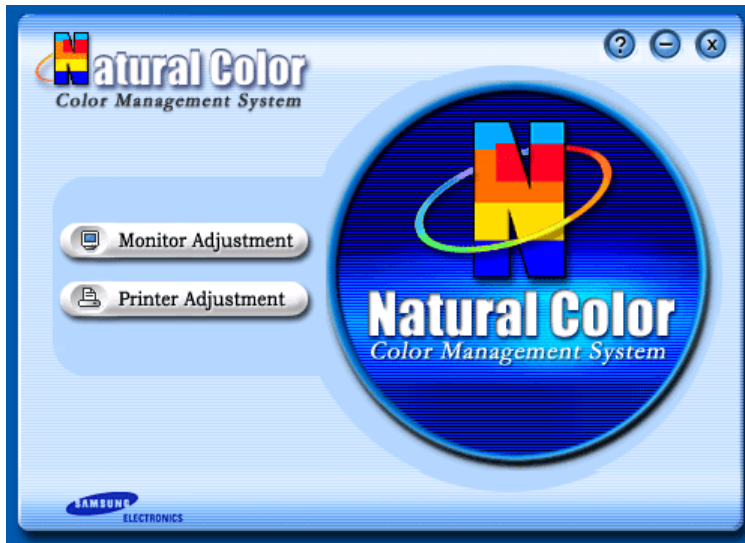 Natural Color
Color Management System
? − x
Monitor Adjustment
Printer Adjustment
N
Natural Color
Color Management System
SAMSUNG
ELECTRONICS